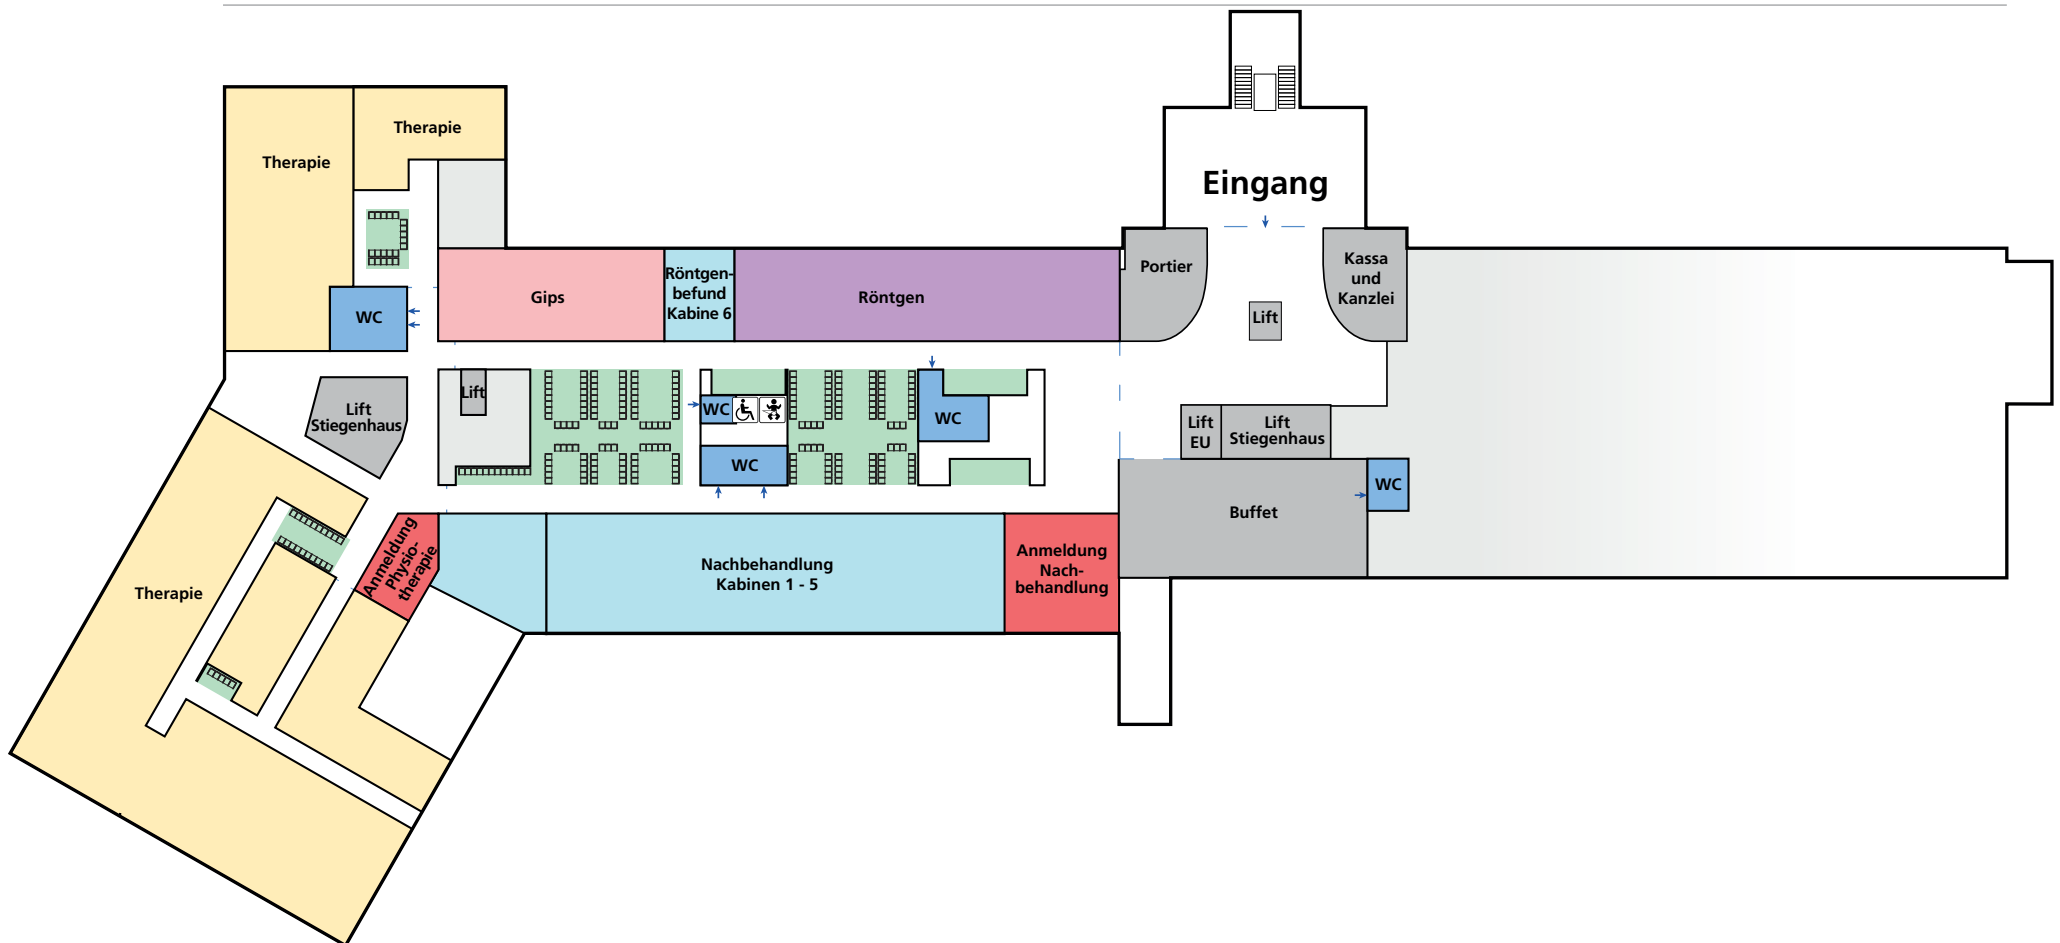 Therapie
Therapie
Eingang
Portier
Kassa
und
Kanzlei
Lift
Gips
Röntgen-
befund
Kabine 6
Röntgen
WC
Lift
Stiegenhaus
Lift
WC
WC
WC
Lift
EU
Lift
Stiegenhaus
Buffet
WC
Anmeldung
Physio-
therapie
Nachbehandlung
Kabinen 1 - 5
Anmeldung
Nach-
behandlung
Therapie